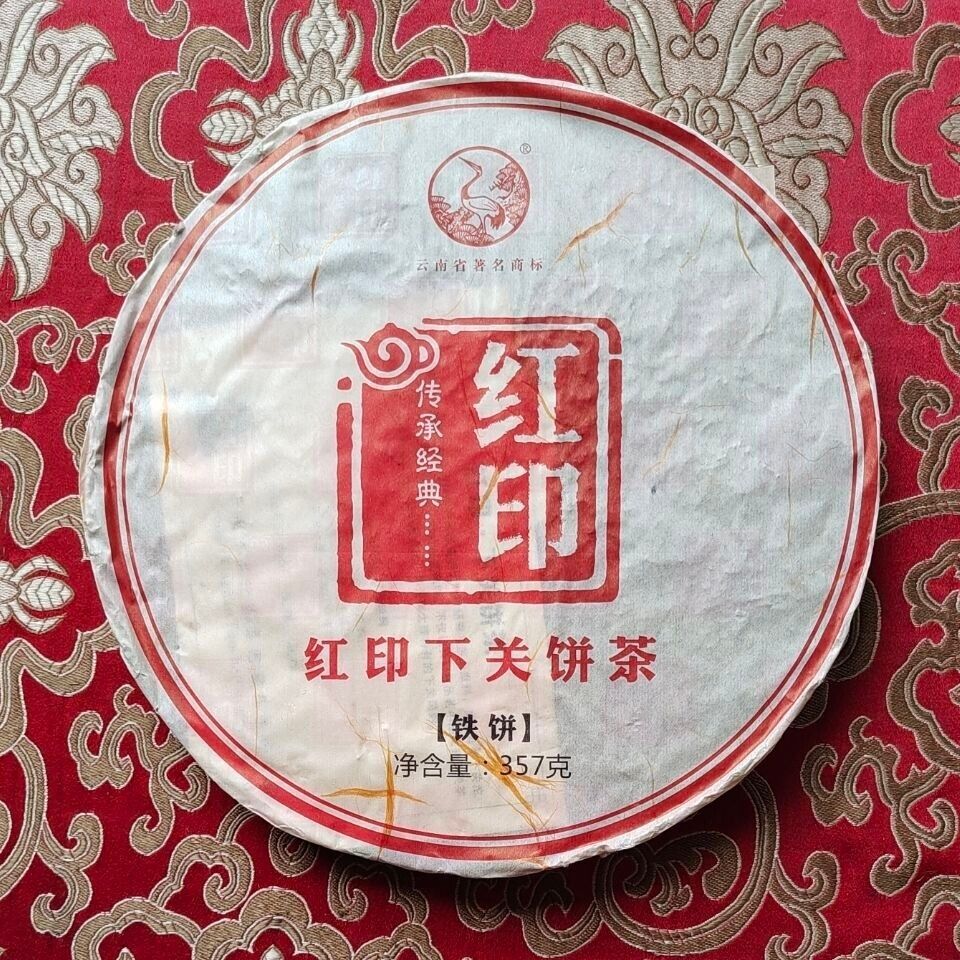 ®
云南省著名商标
红印
传承经典……
红印下关饼茶
【铁饼】
净含量：357克